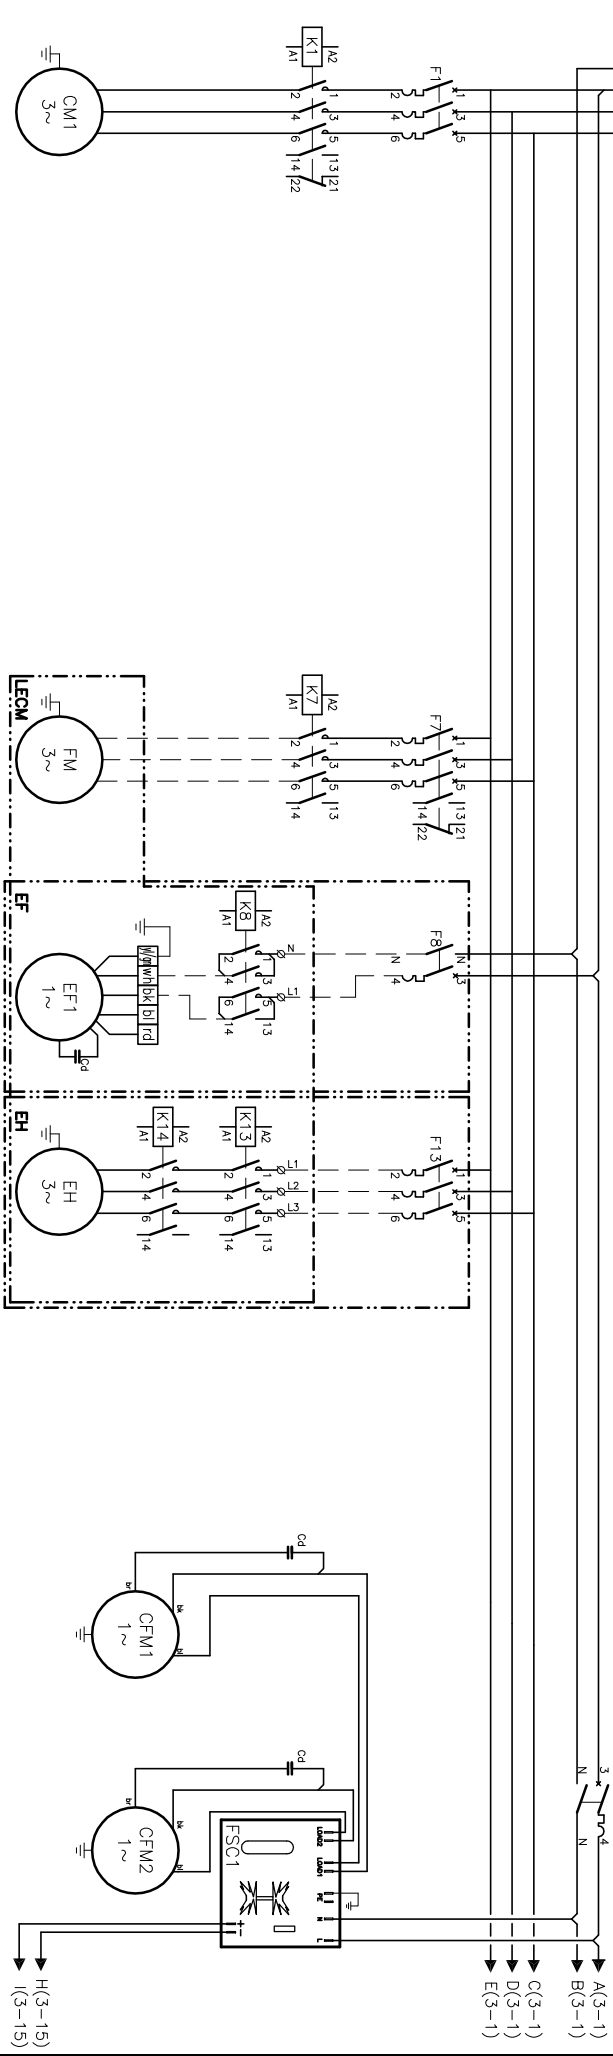 K1
A1 A2
F1
CM1
3~
1 2
3 4
5 6
13 14
21 22
1 2
3 4
5 6
K7
A1 A2
F7
LECM
FM
3~
1 2
3 4
5 6
13 14
1 2
3 4
5 6
13 14
21 22
EF
K8
A1 A2
F8
N N
3 4
N
L1
1 2
3 4
5 6
13 14
EF1
1~
y/gn wh bk bl rd
Cd
EH
K14
A1 A2
K13
A1 A2
F13
L1
L2
L3
EH
3~
2
4
6
14
1 2
3 4
5 6
13 14
1 2
3 4
5 6
Cd
br
bk
bl
CFM1
1~
Cd
br
bk
bl
CFM2
1~
FSC1
LOAD2
LOAD1
PE
N
L
+
−
3 4
N N
A(3-1)
B(3-1)
C(3-1)
D(3-1)
E(3-1)
H(3-15)
I(3-15)